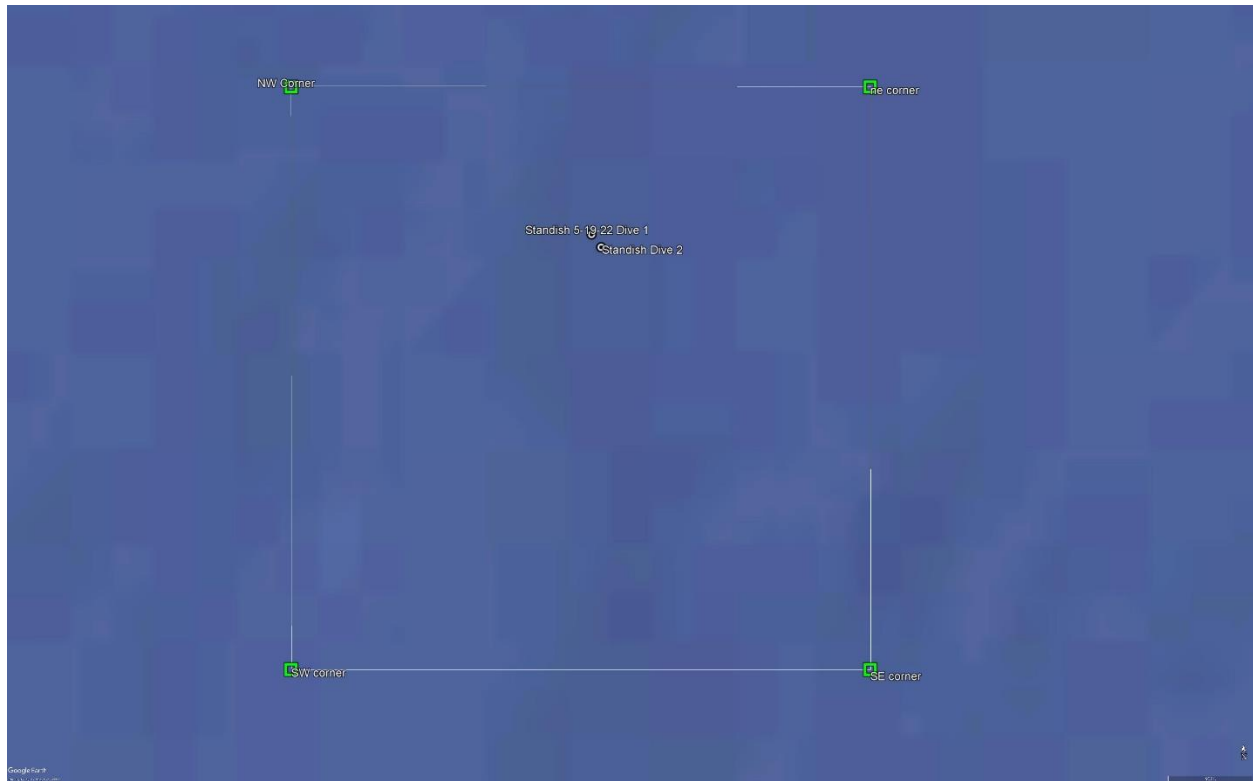 NW Corner
ne corner
Standish 5-19-22 Dive 1
Standish Dive 2
SW corner
SE corner
Google Earth